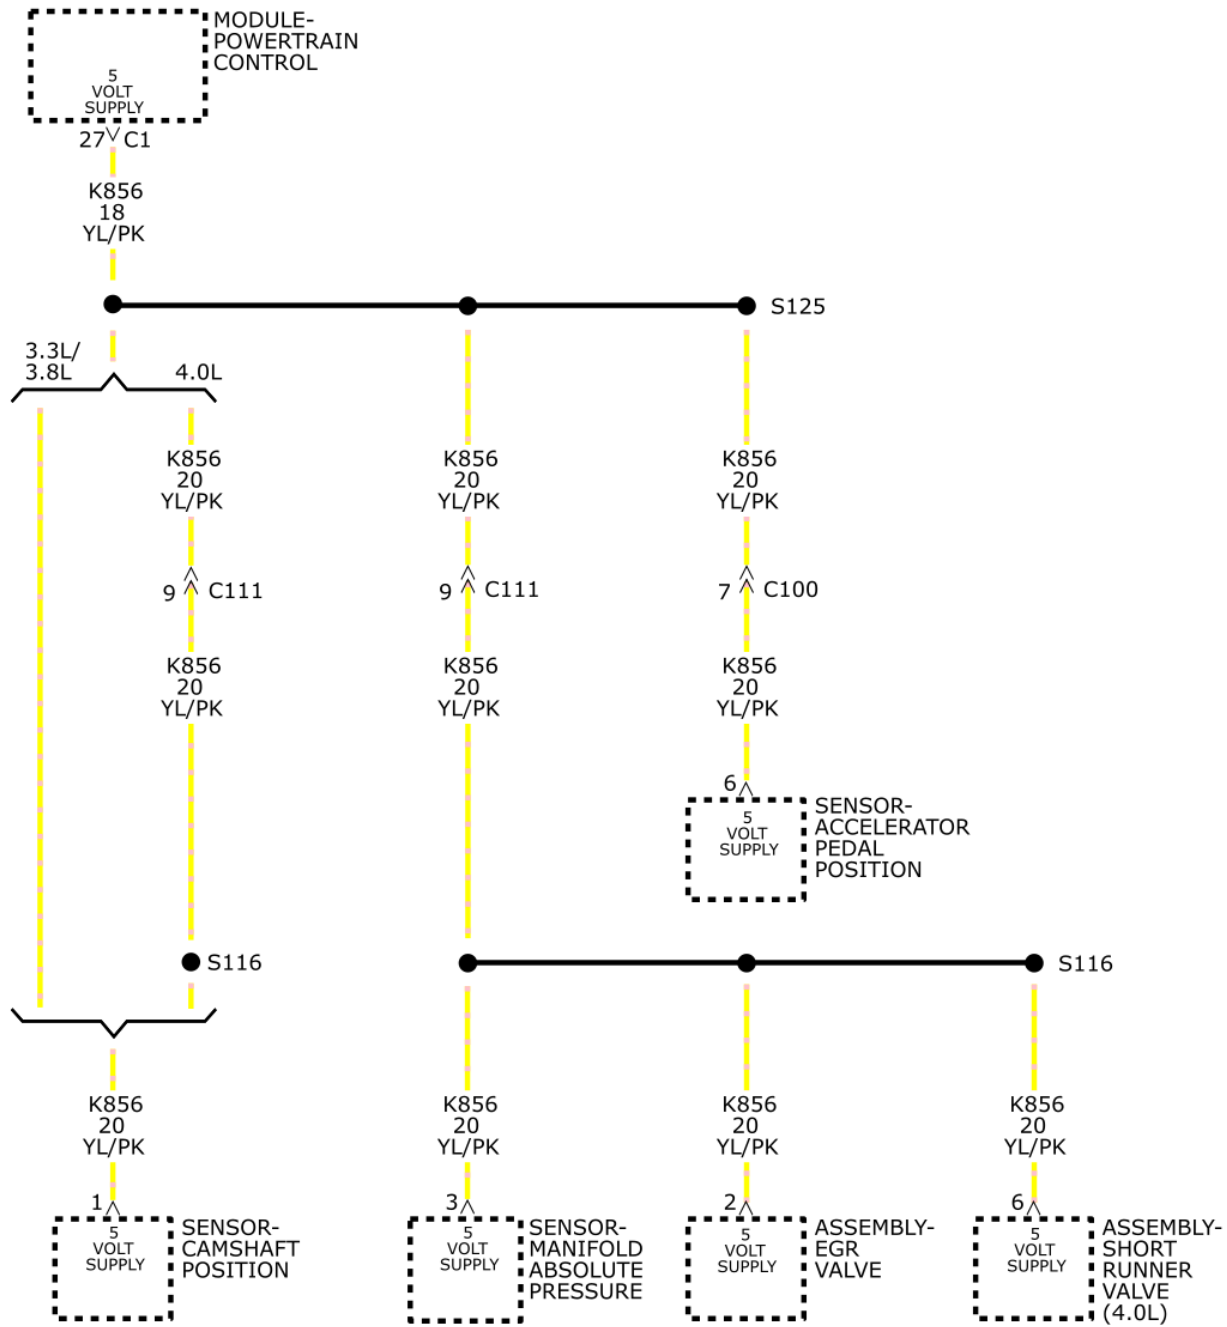 MODULE-
POWERTRAIN
CONTROL
5
VOLT
SUPPLY
27 C1
K856
18
YL/PK
S125
3.3L/
3.8L
4.0L
K856
20
YL/PK
K856
20
YL/PK
K856
20
YL/PK
9 C111
9 C111
7 C100
K856
20
YL/PK
K856
20
YL/PK
K856
20
YL/PK
6
5
VOLT
SUPPLY
SENSOR-
ACCELERATOR
PEDAL
POSITION
S116
S116
K856
20
YL/PK
K856
20
YL/PK
K856
20
YL/PK
K856
20
YL/PK
1
5
VOLT
SUPPLY
SENSOR-
CAMSHAFT
POSITION
3
5
VOLT
SUPPLY
SENSOR-
MANIFOLD
ABSOLUTE
PRESSURE
2
5
VOLT
SUPPLY
ASSEMBLY-
EGR
VALVE
6
5
VOLT
SUPPLY
ASSEMBLY-
SHORT
RUNNER
VALVE
(4.0L)